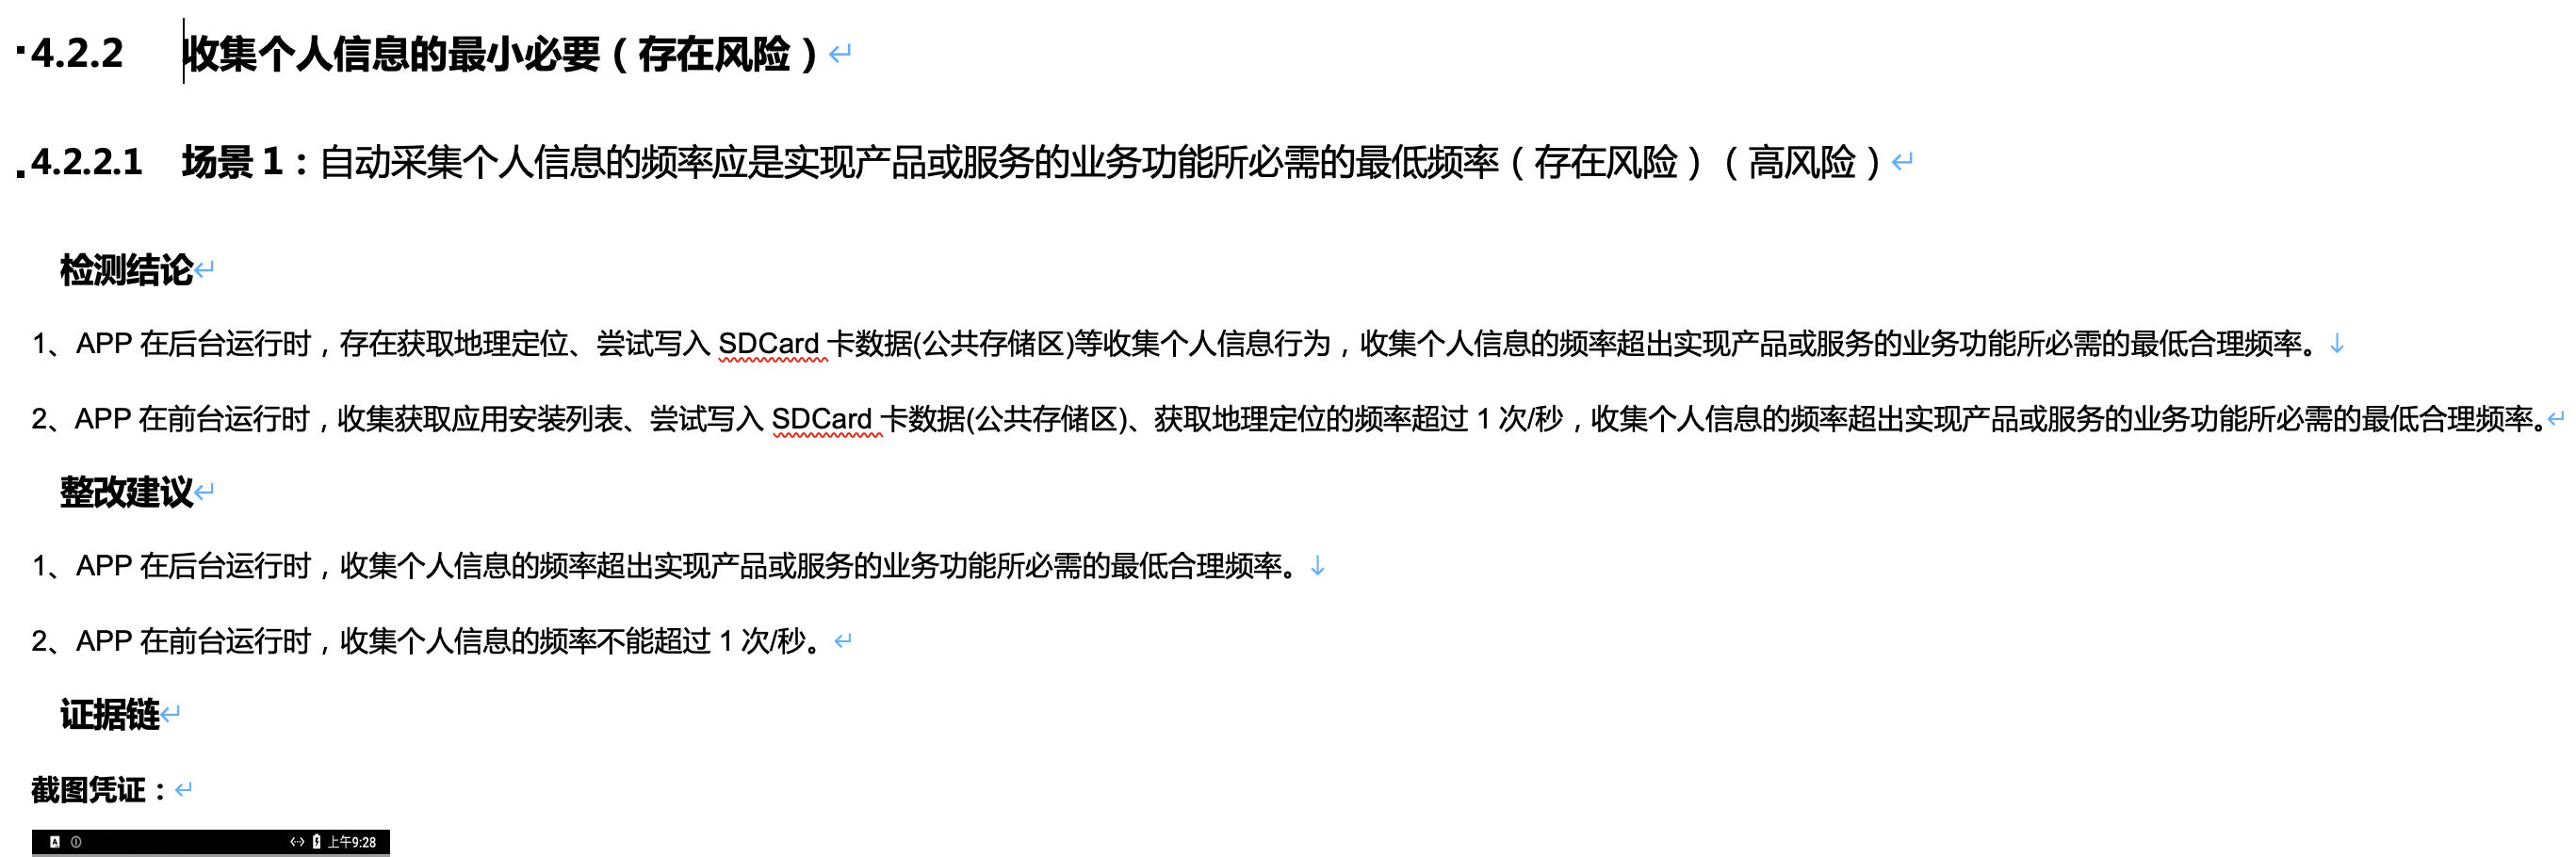 4.2.2 收集个人信息的最小必要（存在风险）
4.2.2.1 场景 1：自动采集个人信息的频率应是实现产品或服务的业务功能所必需的最低频率（存在风险）（高风险）
检测结论
1、APP 在后台运行时，存在获取地理定位、尝试写入 SDCard 卡数据(公共存储区)等收集个人信息行为，收集个人信息的频率超出实现产品或服务的业务功能所必需的最低合理频率。
2、APP 在前台运行时，收集获取应用安装列表、尝试写入 SDCard 卡数据(公共存储区)、获取地理定位的频率超过 1 次/秒，收集个人信息的频率超出实现产品或服务的业务功能所必需的最低合理频率。
整改建议
1、APP 在后台运行时，收集个人信息的频率超出实现产品或服务的业务功能所必需的最低合理频率。
2、APP 在前台运行时，收集个人信息的频率不能超过 1 次/秒。
证据链
截图凭证：
上午9:28